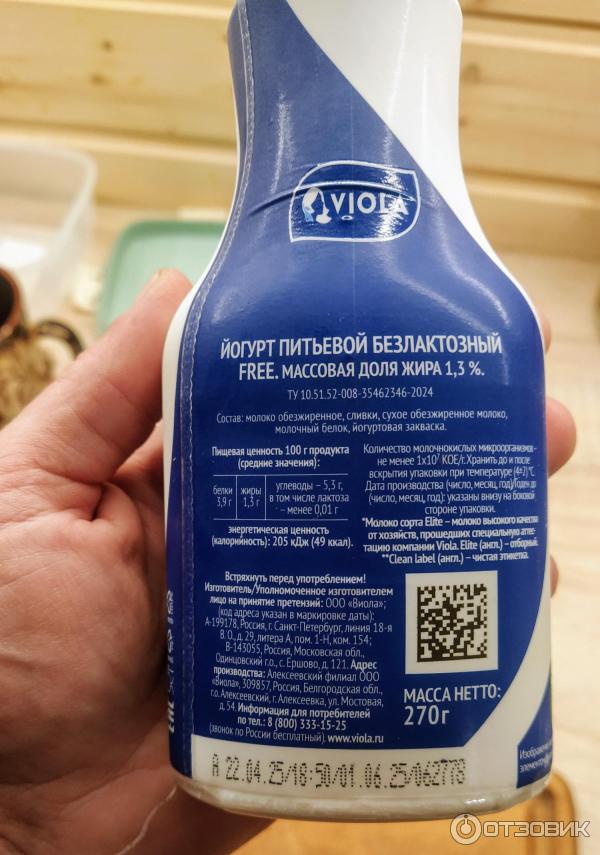 VIOLA
ЙОГУРТ ПИТЬЕВОЙ БЕЗЛАКТОЗНЫЙ
FREE. МАССОВАЯ ДОЛЯ ЖИРА 1,3 %.
ТУ 10.51.52-008-35462346-2024
Состав: молоко обезжиренное, сливки, сухое обезжиренное молоко,
молочный белок, йогуртовая закваска.
Пищевая ценность 100 г продукта
(средние значения):
белки
3,9 г
жиры
1,3 г
углеводы – 5,3 г,
в том числе лактоза
– менее 0,01 г
энергетическая ценность
(калорийность): 205 кДж (49 ккал).
Количество молочнокислых микроорганизмов –
не менее 1x10⁷ КОЕ/г. Хранить до и после
вскрытия упаковки при температуре (4±2)°С.
Дата производства (число, месяц, год)/Годен до
(число, месяц, год): указаны внизу на боковой
стороне упаковки.
*Молоко сорта Elite – молоко высокого качества
от хозяйств, прошедших специальную аттес-
тацию компании Viola. Elite (англ.) – отборный.
**Clean label (англ.) – чистая этикетка.
Встряхнуть перед употреблением!
Изготовитель/Уполномоченное изготовителем
лицо на принятие претензий: ООО «Виола»;
(код адреса указан в маркировке даты):
А-199178, Россия, г. Санкт-Петербург, линия 18-я
В. О., д. 29, литера А, пом. 1-Н, ком. 154;
В-143055, Россия, Московская обл.,
Одинцовский г.о., с. Ершово, д. 121. Адрес
производства: Алексеевский филиал ООО
«Виола», 309857, Россия, Белгородская обл.,
г.о. Алексеевский, г. Алексеевка, ул. Мостовая,
д. 54. Информация для потребителей
по тел.: 8 (800) 333-15-25
(звонок по России бесплатный). www.viola.ru
МАССА НЕТТО:
270г
A 22.04.25/18:50/01.06.25/062778
ОТЗОВИК